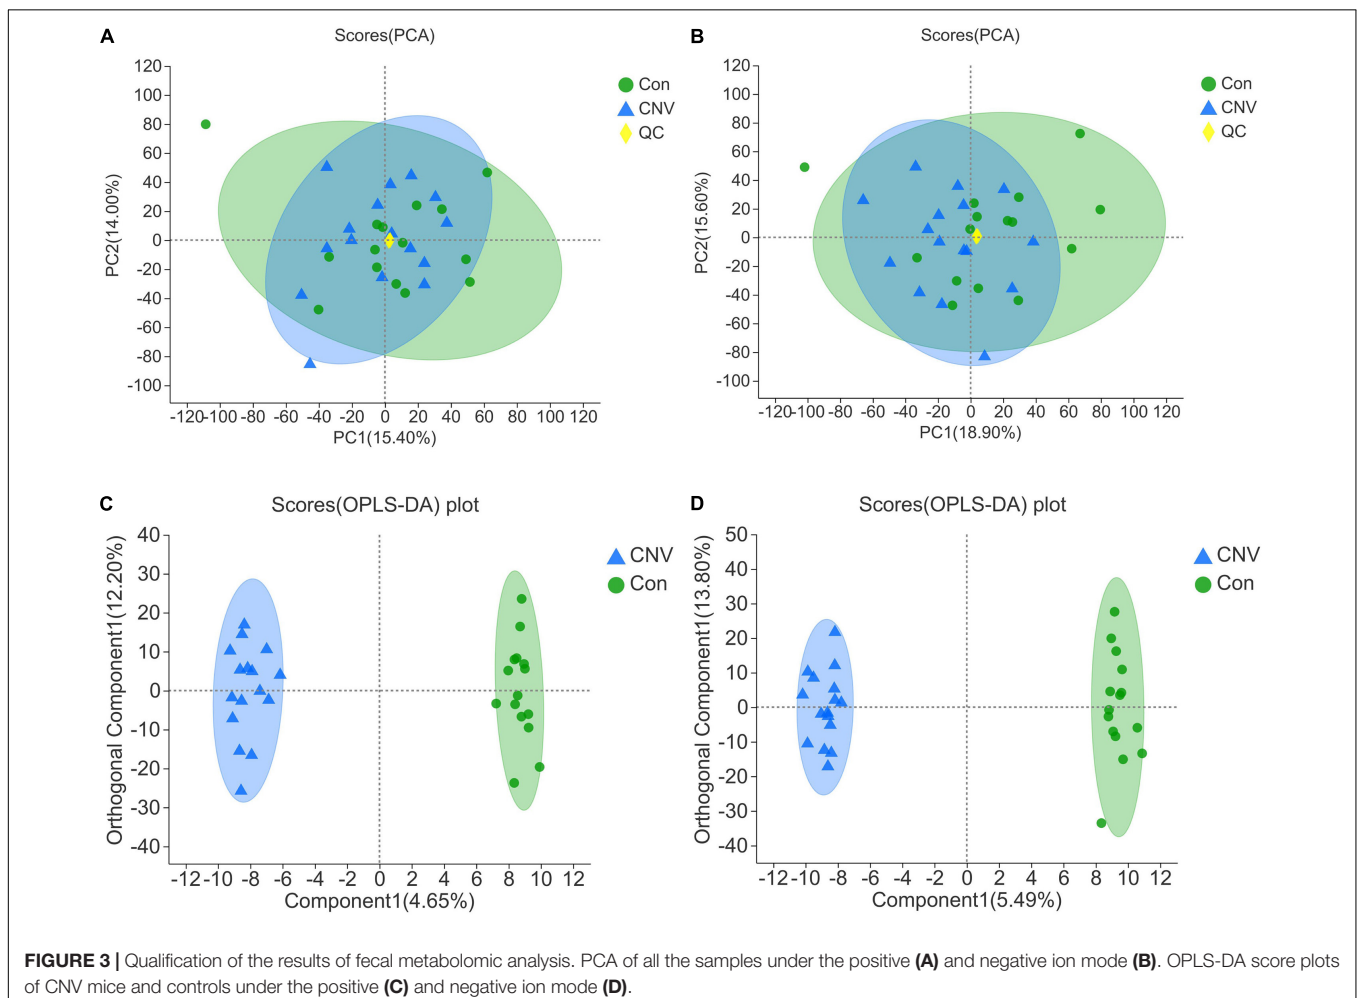 A
Scores(PCA)
120
100
80
60
40
20
0
-20
-40
-60
-80
-100
PC2(14.00%)
-120 -100 -80 -60 -40 -20 0 20 40 60 80 100 120
PC1(15.40%)
Con
CNV
QC
B
Scores(PCA)
120
100
80
60
40
20
0
-20
-40
-60
-80
-100
PC2(15.60%)
-120 -100 -80 -60 -40 -20 0 20 40 60 80 100 120
PC1(18.90%)
Con
CNV
QC
C
Scores(OPLS-DA) plot
40
30
20
10
0
-10
-20
-30
-40
Orthogonal Component1(12.20%)
-12 -10 -8 -6 -4 -2 0 2 4 6 8 10 12
Component1(4.65%)
CNV
Con
D
Scores(OPLS-DA) plot
50
40
30
20
10
0
-10
-20
-30
-40
Orthogonal Component1(13.80%)
-12 -10 -8 -6 -4 -2 0 2 4 6 8 10 12
Component1(5.49%)
CNV
Con
FIGURE 3 | Qualification of the results of fecal metabolomic analysis. PCA of all the samples under the positive (A) and negative ion mode (B). OPLS-DA score plots
of CNV mice and controls under the positive (C) and negative ion mode (D).